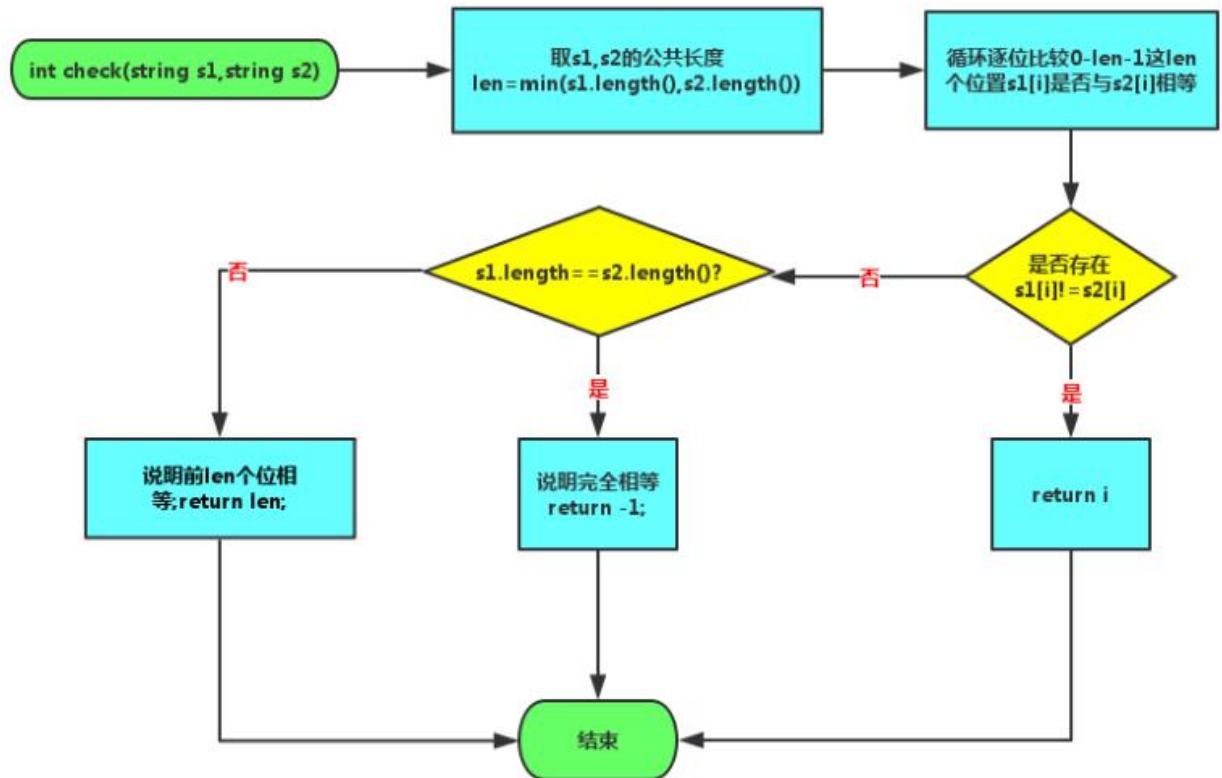 int check(string s1,string s2)
取s1,s2的公共长度
len=min(s1.length(),s2.length())
循环逐位比较0-len-1这len
个位置s1[i]是否与s2[i]相等
是否存在
s1[i]!=s2[i]
否
s1.length==s2.length()?
否
是
是
说明前len个位相
等;return len;
说明完全相等
return -1;
return i
结束